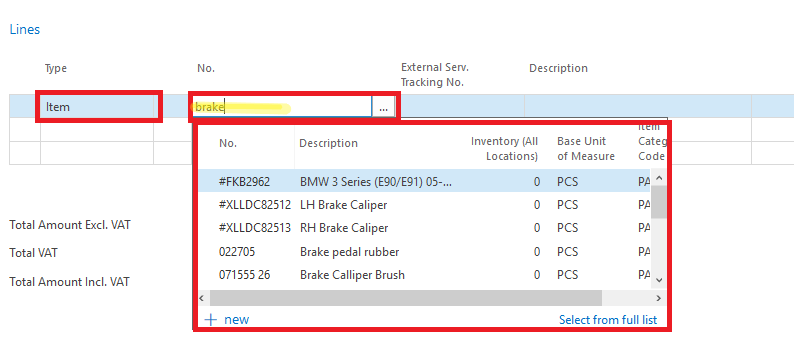 Lines
Type No. External Serv. Tracking No. Description
Item brake ...
No. Description Inventory (All Locations) Base Unit of Measure Item Categ Code
#FKB2962 BMW 3 Series (E90/E91) 05-... 0 PCS PA
#XLLDC82512 LH Brake Caliper 0 PCS PA
#XLLDC82513 RH Brake Caliper 0 PCS PA
022705 Brake pedal rubber 0 PCS PA
071555 26 Brake Calliper Brush 0 PCS PA
+ new Select from full list
Total Amount Excl. VAT
Total VAT
Total Amount Incl. VAT